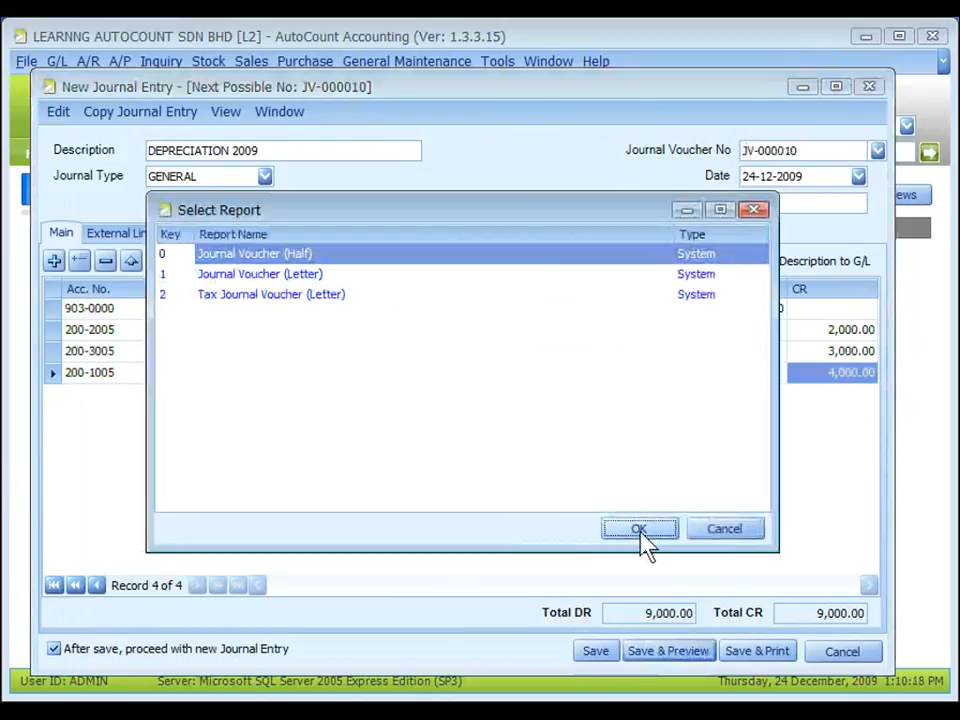 LEARNNG AUTOCOUNT SDN BHD [L2] - AutoCount Accounting (Ver: 1.3.3.15)
File G/L A/R A/P Inquiry Stock Sales Purchase General Maintenance Tools Window Help
New Journal Entry - [Next Possible No: JV-000010]
Edit Copy Journal Entry View Window
Description DEPRECIATION 2009 Journal Voucher No JV-000010
Journal Type GENERAL Date 24-12-2009
ews
Select Report
Main External Lin
Key Report Name Type
0 Journal Voucher (Half) System
1 Journal Voucher (Letter) System
2 Tax Journal Voucher (Letter) System
Description to G/L
Acc. No. CR
903-0000 0
200-2005 2,000.00
200-3005 3,000.00
200-1005 4,000.00
OK Cancel
Record 4 of 4
Total DR 9,000.00 Total CR 9,000.00
After save, proceed with new Journal Entry Save Save & Preview Save & Print Cancel
User ID: ADMIN Server: Microsoft SQL Server 2005 Express Edition (SP3) Thursday, 24 December, 2009 1:10:18 PM